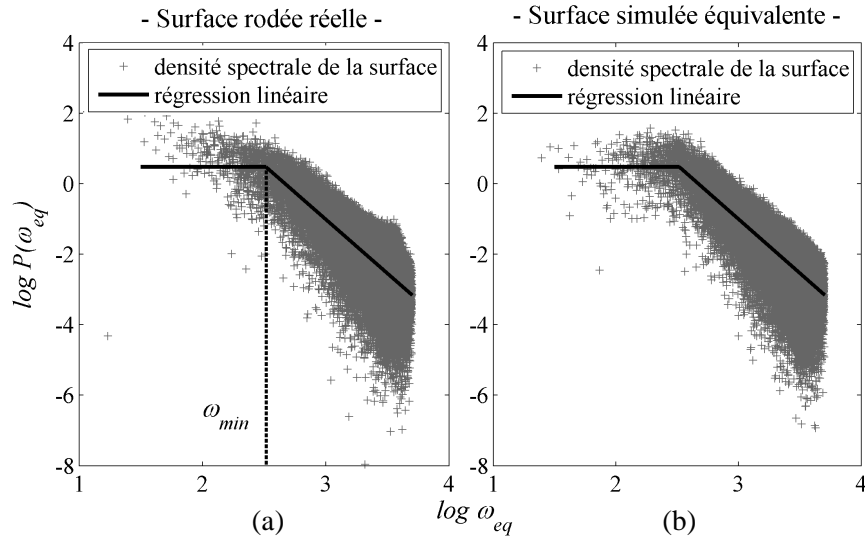 - Surface rodée réelle -
- Surface simulée équivalente -
densité spectrale de la surface
régression linéaire
densité spectrale de la surface
régression linéaire
log P(ω_eq)
4
2
0
-2
-4
-6
-8
ω_min
1
2
3
4
4
2
0
-2
-4
-6
-8
1
2
3
4
(a)
log ω_eq
(b)